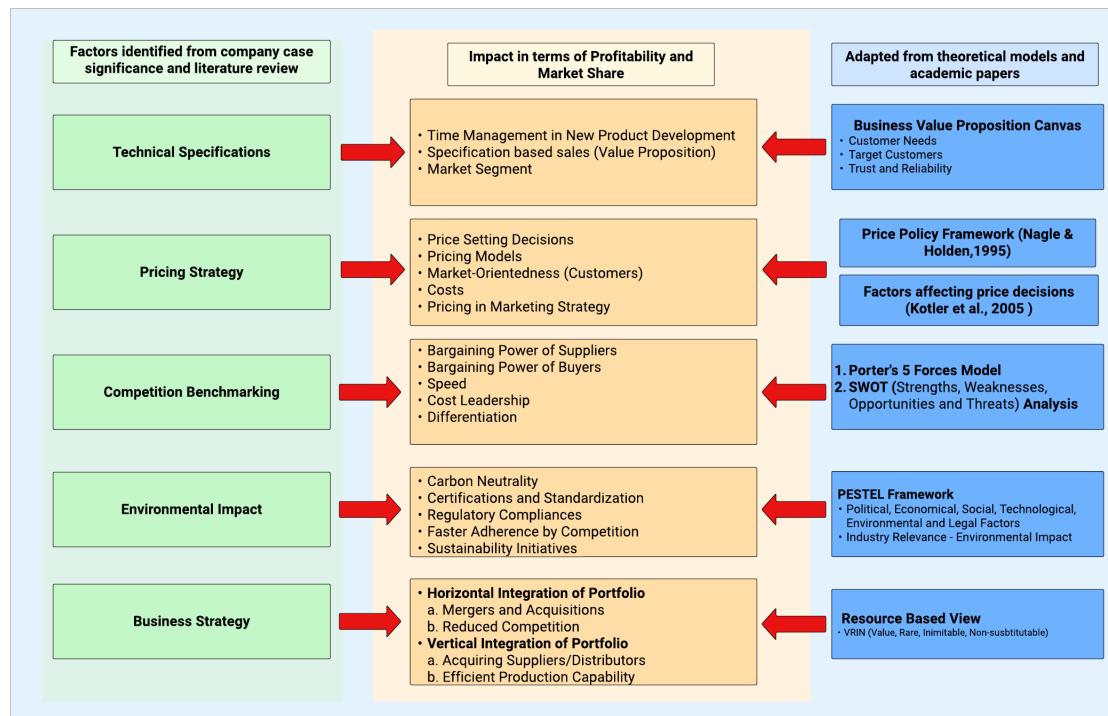 Factors identified from company case
significance and literature review
Impact in terms of Profitability and
Market Share
Adapted from theoretical models and
academic papers
Technical Specifications
• Time Management in New Product Development
• Specification based sales (Value Proposition)
• Market Segment
Business Value Proposition Canvas
• Customer Needs
• Target Customers
• Trust and Reliability
Pricing Strategy
• Price Setting Decisions
• Pricing Models
• Market-Orientedness (Customers)
• Costs
• Pricing in Marketing Strategy
Price Policy Framework (Nagle &
Holden,1995)
Factors affecting price decisions
(Kotler et al., 2005 )
Competition Benchmarking
• Bargaining Power of Suppliers
• Bargaining Power of Buyers
• Speed
• Cost Leadership
• Differentiation
1. Porter's 5 Forces Model
2. SWOT (Strengths, Weaknesses,
Opportunities and Threats) Analysis
Environmental Impact
• Carbon Neutrality
• Certifications and Standardization
• Regulatory Compliances
• Faster Adherence by Competition
• Sustainability Initiatives
PESTEL Framework
• Political, Economical, Social, Technological,
Environmental and Legal Factors
• Industry Relevance - Environmental Impact
Business Strategy
• Horizontal Integration of Portfolio
a. Mergers and Acquisitions
b. Reduced Competition
• Vertical Integration of Portfolio
a. Acquiring Suppliers/Distributors
b. Efficient Production Capability
Resource Based View
• VRIN (Value, Rare, Inimitable, Non-susbtitutable)